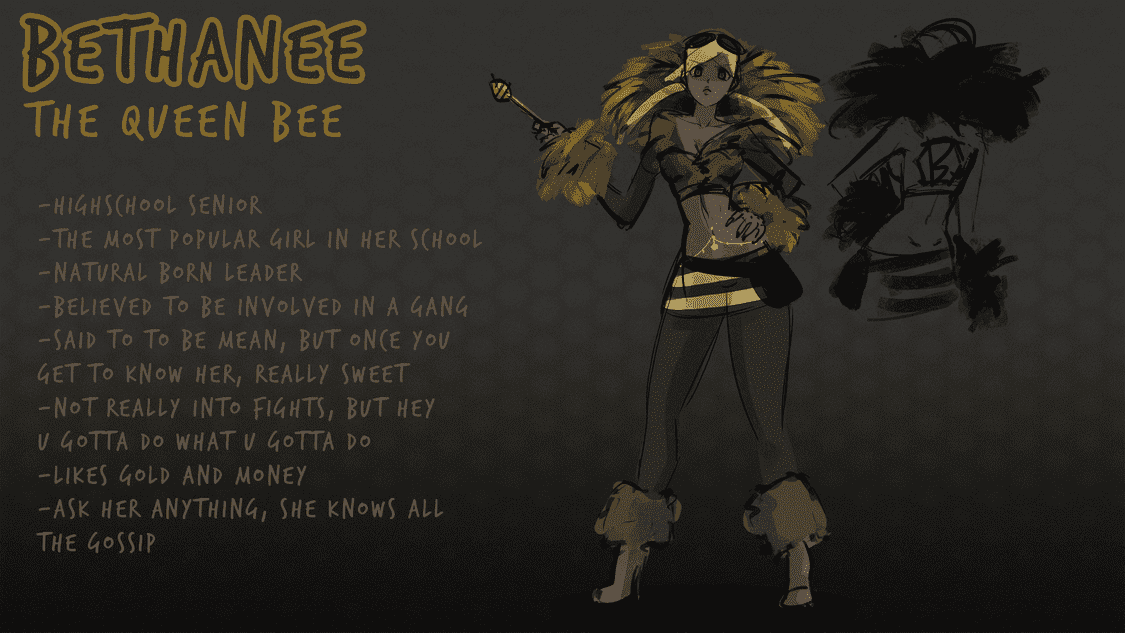 BETHANEE
THE QUEEN BEE
-HIGHSCHOOL SENIOR
-THE MOST POPULAR GIRL IN HER SCHOOL
-NATURAL BORN LEADER
-BELIEVED TO BE INVOLVED IN A GANG
-SAID TO TO BE MEAN, BUT ONCE YOU
GET TO KNOW HER, REALLY SWEET
-NOT REALLY INTO FIGHTS, BUT HEY
U GOTTA DO WHAT U GOTTA DO
-LIKES GOLD AND MONEY
-ASK HER ANYTHING, SHE KNOWS ALL
THE GOSSIP
B